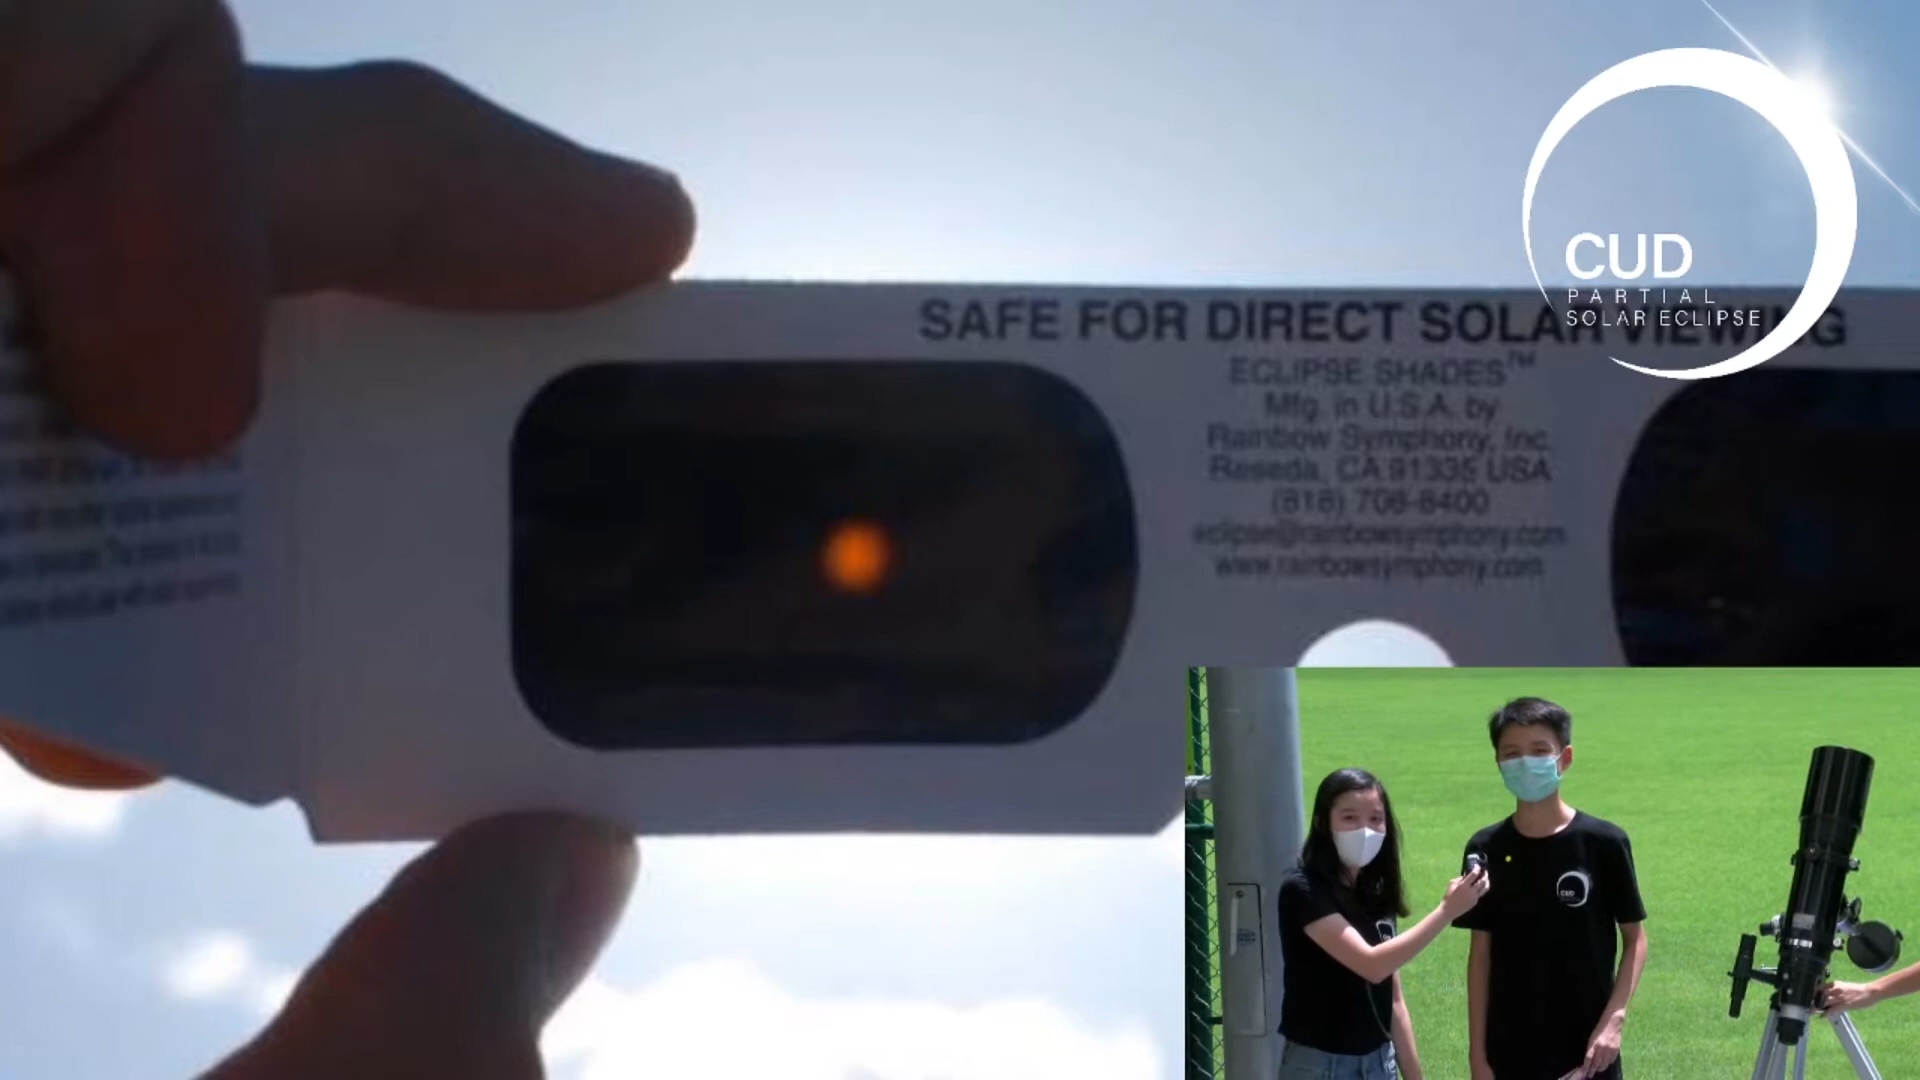 SAFE FOR DIRECT SOLAR VIEWING
ECLIPSE SHADES™
Mfg. in U.S.A. by
Rainbow Symphony, Inc.
Reseda, CA 91335 USA
(818) 708-8400
eclipse@rainbowsymphony.com
www.rainbowsymphony.com
CUD
PARTIAL
SOLAR ECLIPSE
CUD